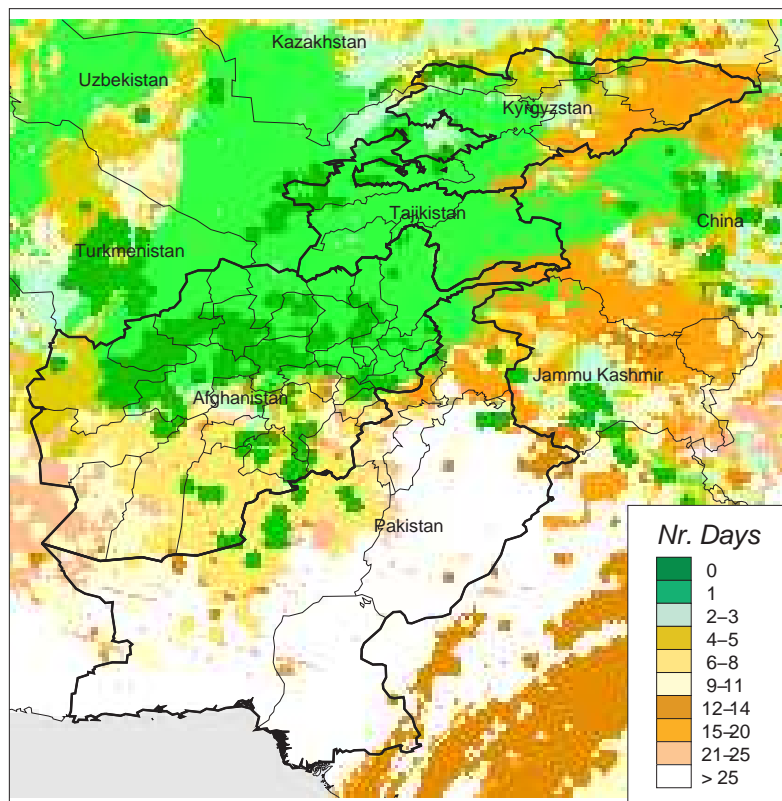 Kazakhstan
Uzbekistan
Kyrgyzstan
Tajikistan
China
Turkmenistan
Jammu Kashmir
Afghanistan
Pakistan
Nr. Days
0
1
2–3
4–5
6–8
9–11
12–14
15–20
21–25
> 25